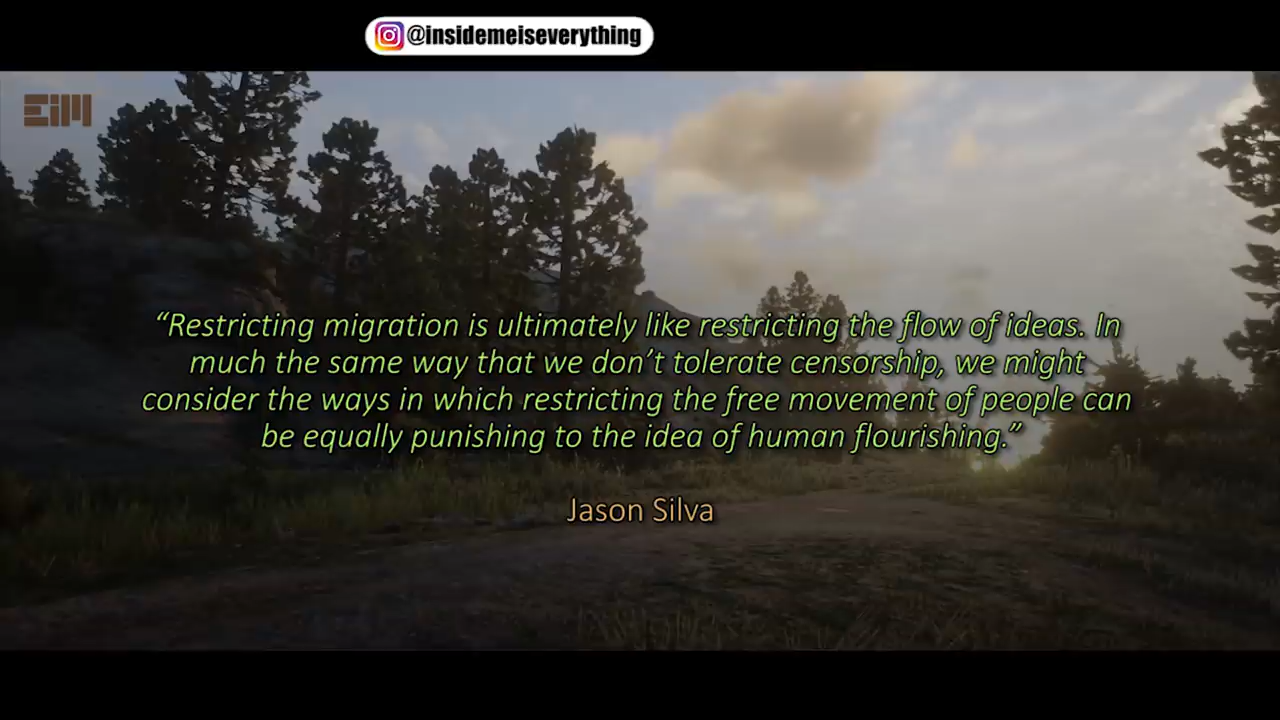 @insidemeiseverything
EiM
“Restricting migration is ultimately like restricting the flow of ideas. In
much the same way that we don’t tolerate censorship, we might
consider the ways in which restricting the free movement of people can
be equally punishing to the idea of human flourishing.”
Jason Silva